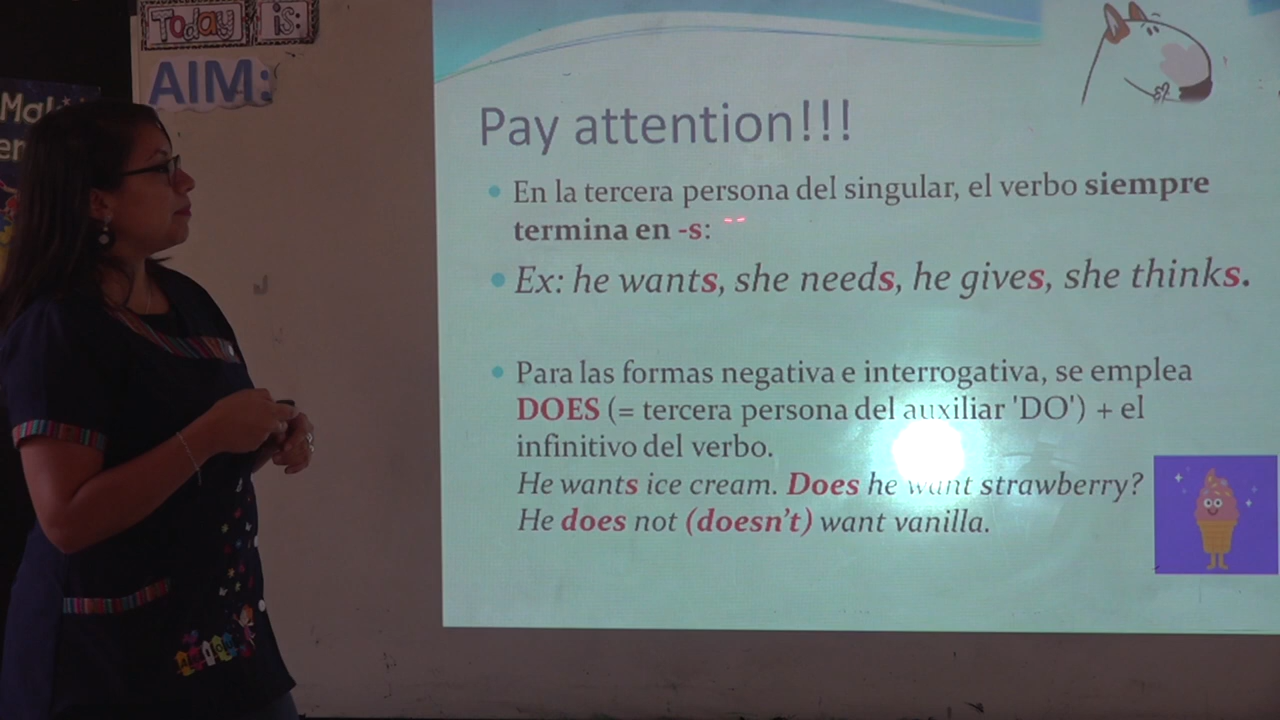 Today is:
AIM:
Pay attention!!!
En la tercera persona del singular, el verbo siempre
termina en -s:
Ex: he wants, she needs, he gives, she thinks.
Para las formas negativa e interrogativa, se emplea
DOES (= tercera persona del auxiliar 'DO') + el
infinitivo del verbo.
He wants ice cream. Does he want strawberry?
He does not (doesn't) want vanilla.